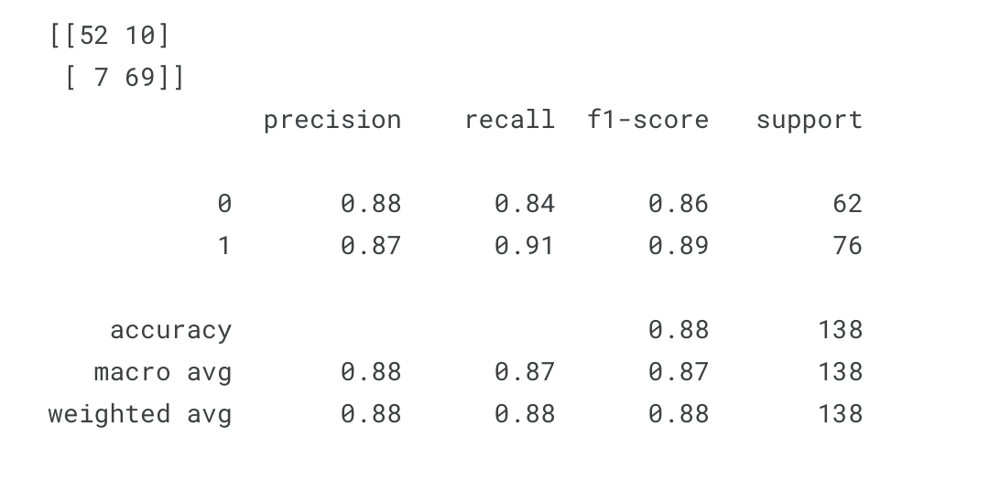 [[52 10]
 [ 7 69]]
              precision    recall  f1-score   support

           0       0.88      0.84      0.86        62
           1       0.87      0.91      0.89        76

    accuracy                           0.88       138
   macro avg       0.88      0.87      0.87       138
weighted avg       0.88      0.88      0.88       138